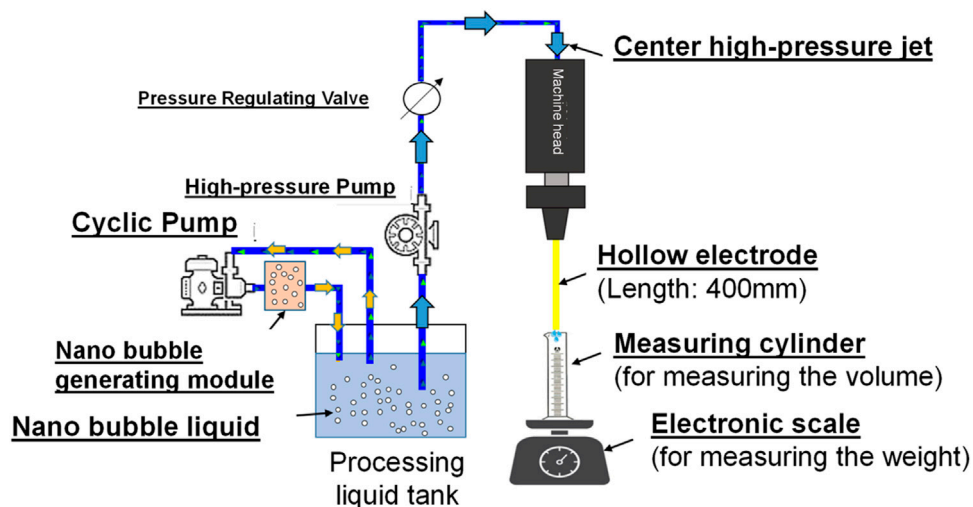 Center high-pressure jet
Machine head
Pressure Regulating Valve
High-pressure Pump
Cyclic Pump
Hollow electrode
(Length: 400mm)
Nano bubble
generating module
Measuring cylinder
(for measuring the volume)
Nano bubble liquid
Electronic scale
(for measuring the weight)
Processing
liquid tank